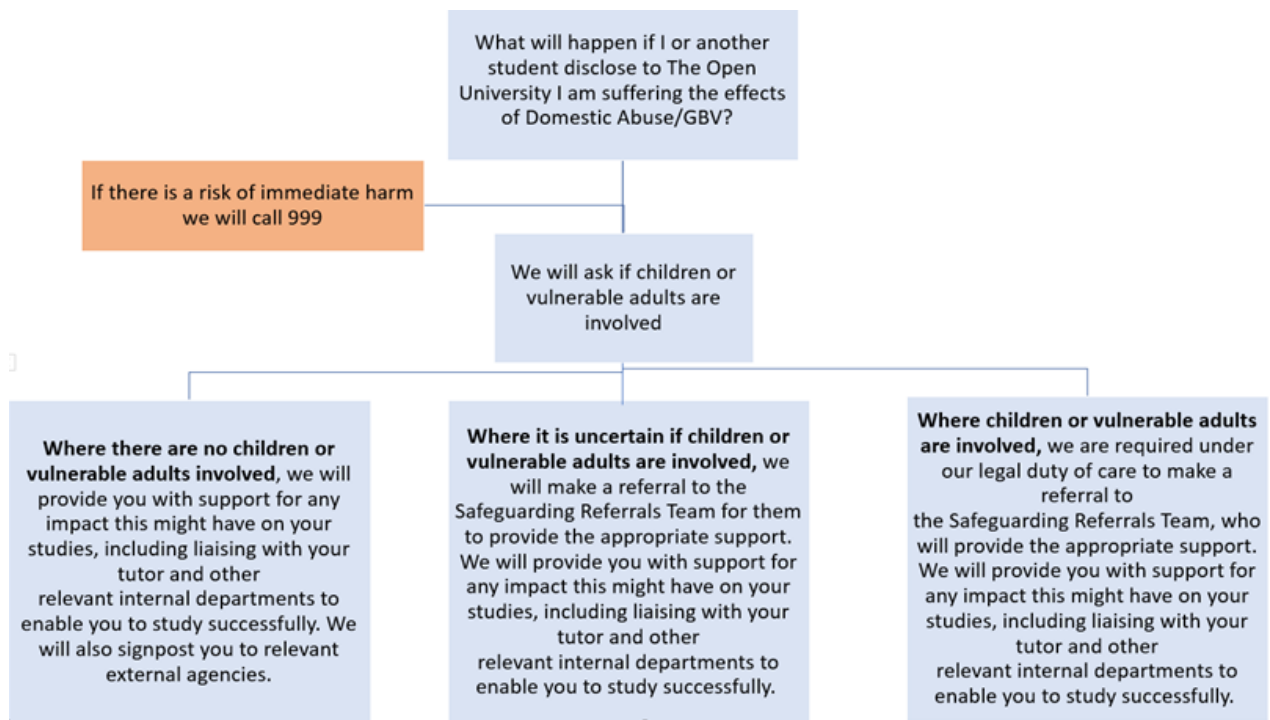 What will happen if I or another
student disclose to The Open
University I am suffering the effects
of Domestic Abuse/GBV?
If there is a risk of immediate harm
we will call 999
We will ask if children or
vulnerable adults are
involved
Where there are no children or
vulnerable adults involved, we will
provide you with support for any
impact this might have on your
studies, including liaising with your
tutor and other
relevant internal departments to
enable you to study successfully. We
will also signpost you to relevant
external agencies.
Where it is uncertain if children or
vulnerable adults are involved, we
will make a referral to the
Safeguarding Referrals Team for them
to provide the appropriate support.
We will provide you with support for
any impact this might have on your
studies, including liaising with your
tutor and other
relevant internal departments to
enable you to study successfully.
Where children or vulnerable adults
are involved, we are required under
our legal duty of care to make a
referral to
the Safeguarding Referrals Team, who
will provide the appropriate support.
We will provide you with support for
any impact this might have on your
studies, including liaising with your
tutor and other
relevant internal departments to
enable you to study successfully.